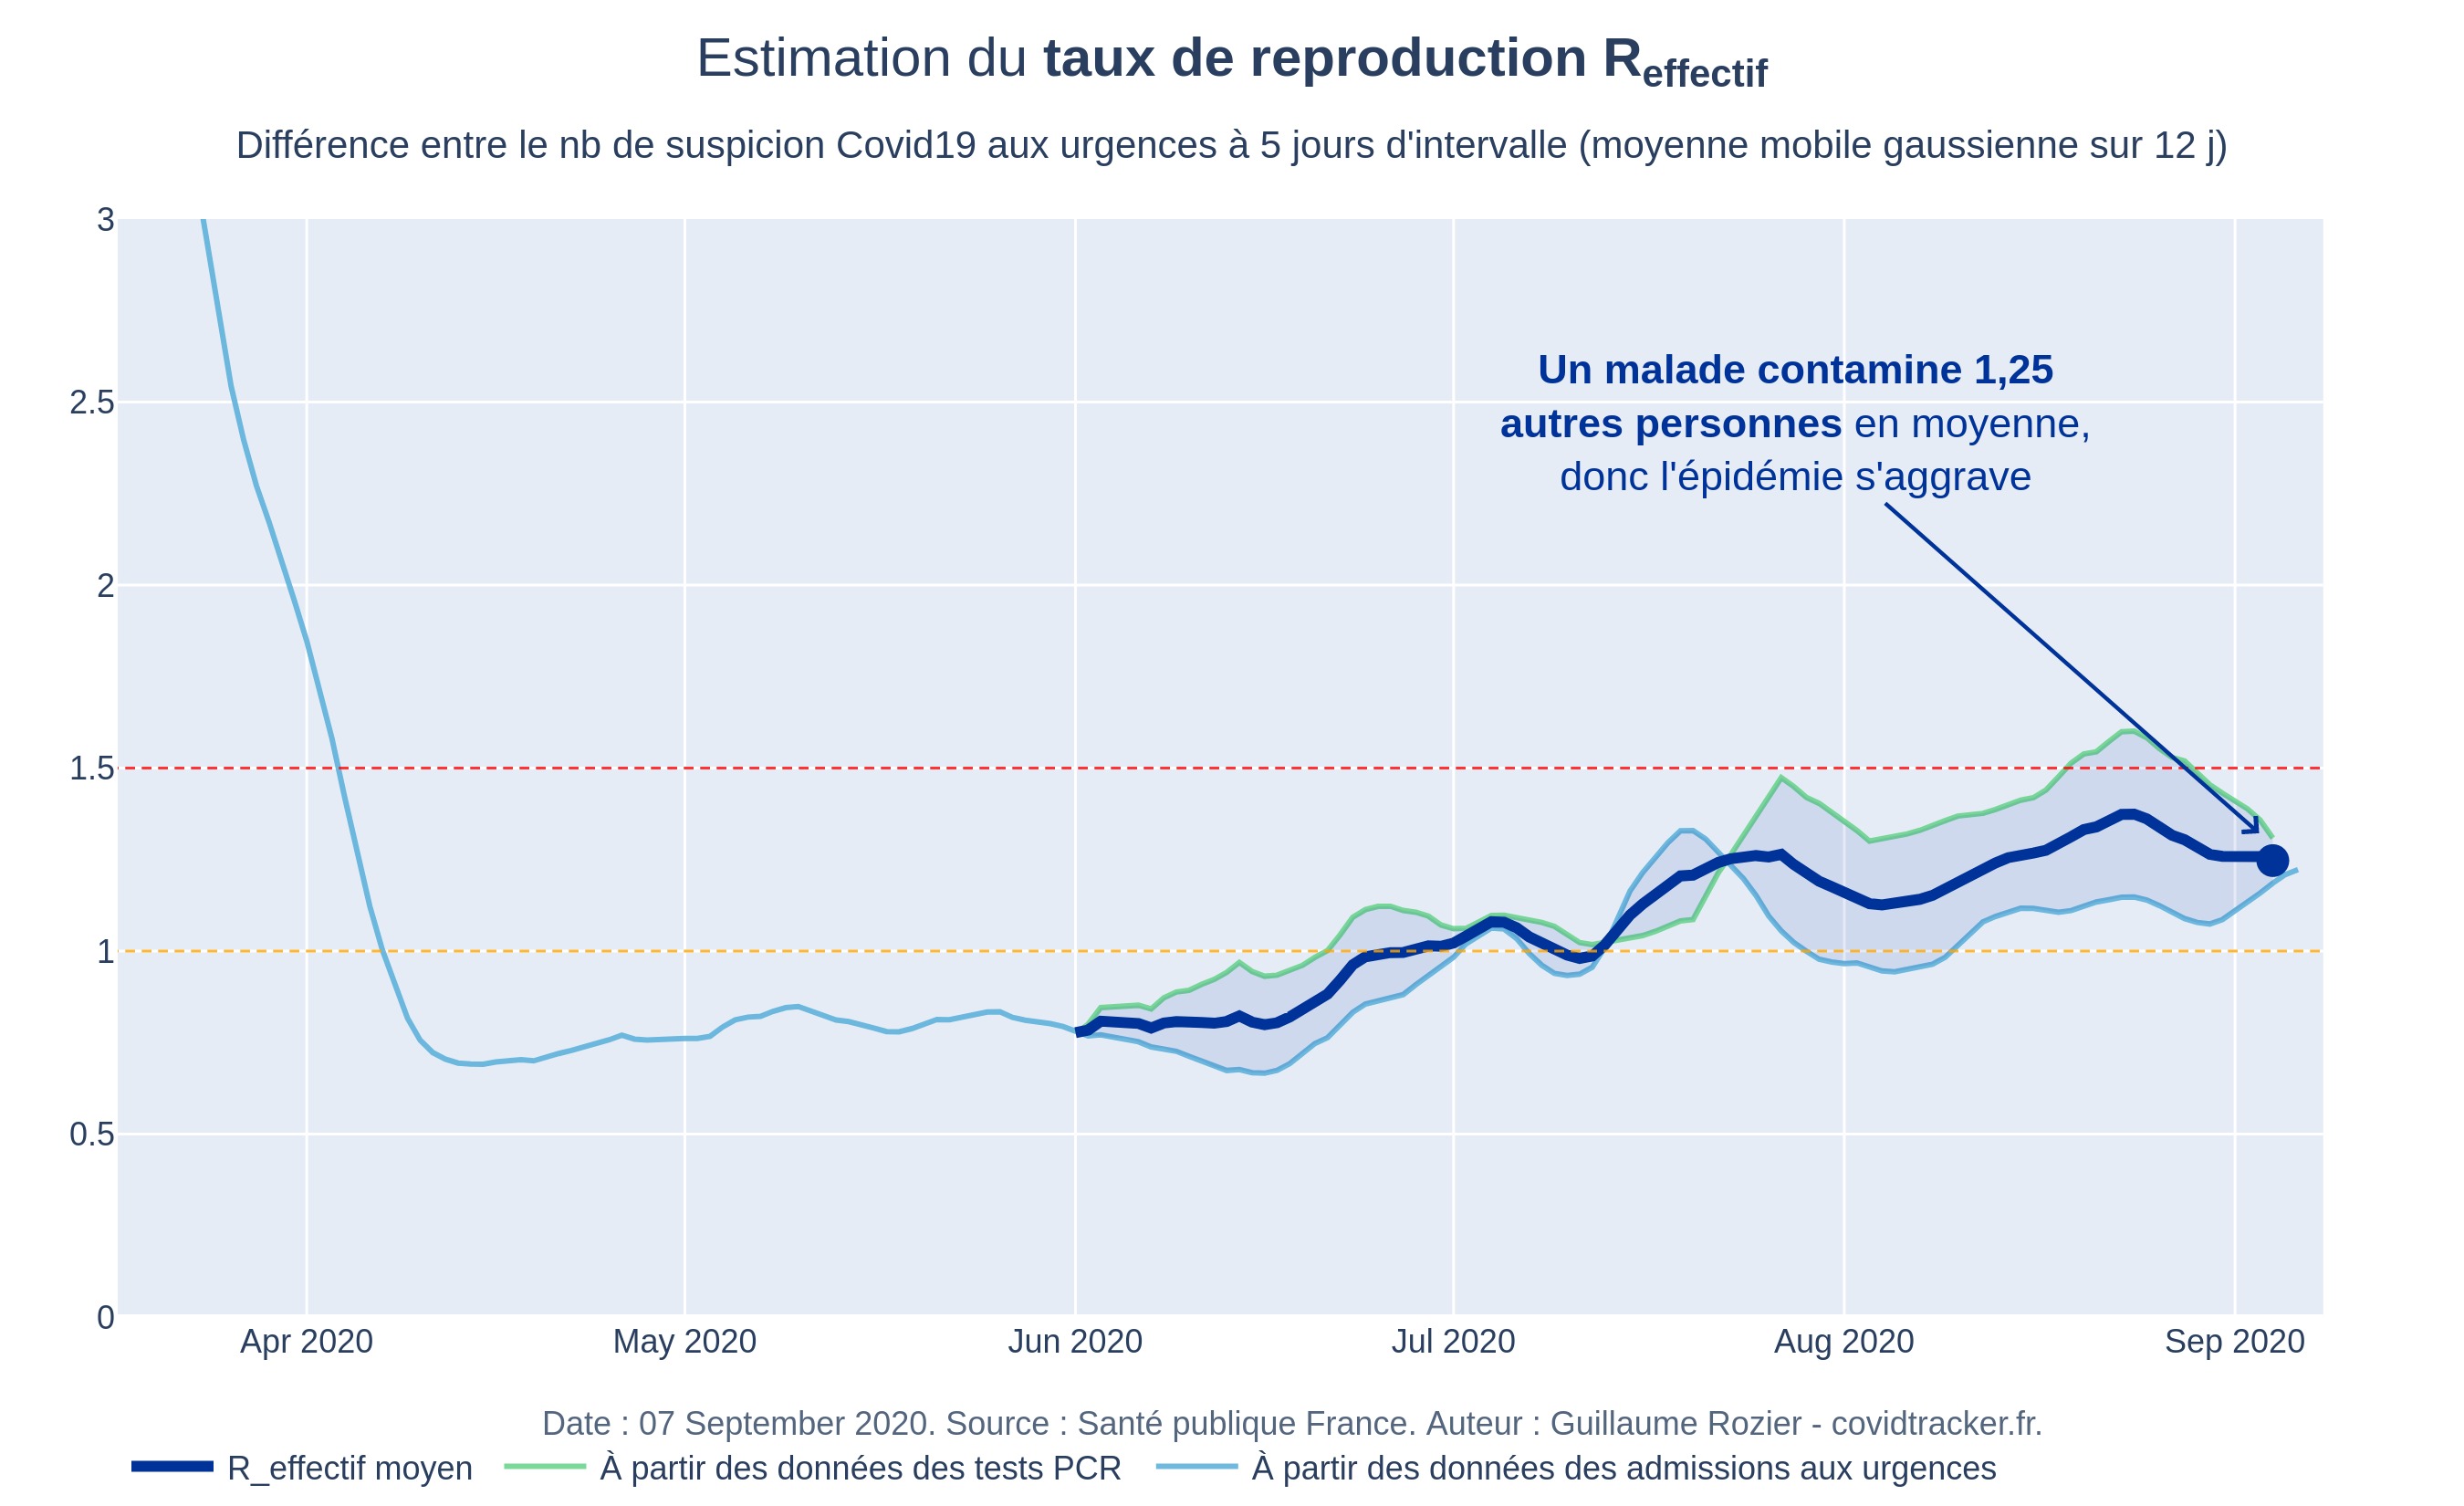 Estimation du taux de reproduction Reffectif
Différence entre le nb de suspicion Covid19 aux urgences à 5 jours d'intervalle (moyenne mobile gaussienne sur 12 j)
3
2.5
2
1.5
1
0.5
0
Un malade contamine 1,25
autres personnes en moyenne,
donc l'épidémie s'aggrave
Apr 2020 May 2020 Jun 2020 Jul 2020 Aug 2020 Sep 2020
Date : 07 September 2020. Source : Santé publique France. Auteur : Guillaume Rozier - covidtracker.fr.
R_effectif moyen À partir des données des tests PCR À partir des données des admissions aux urgences